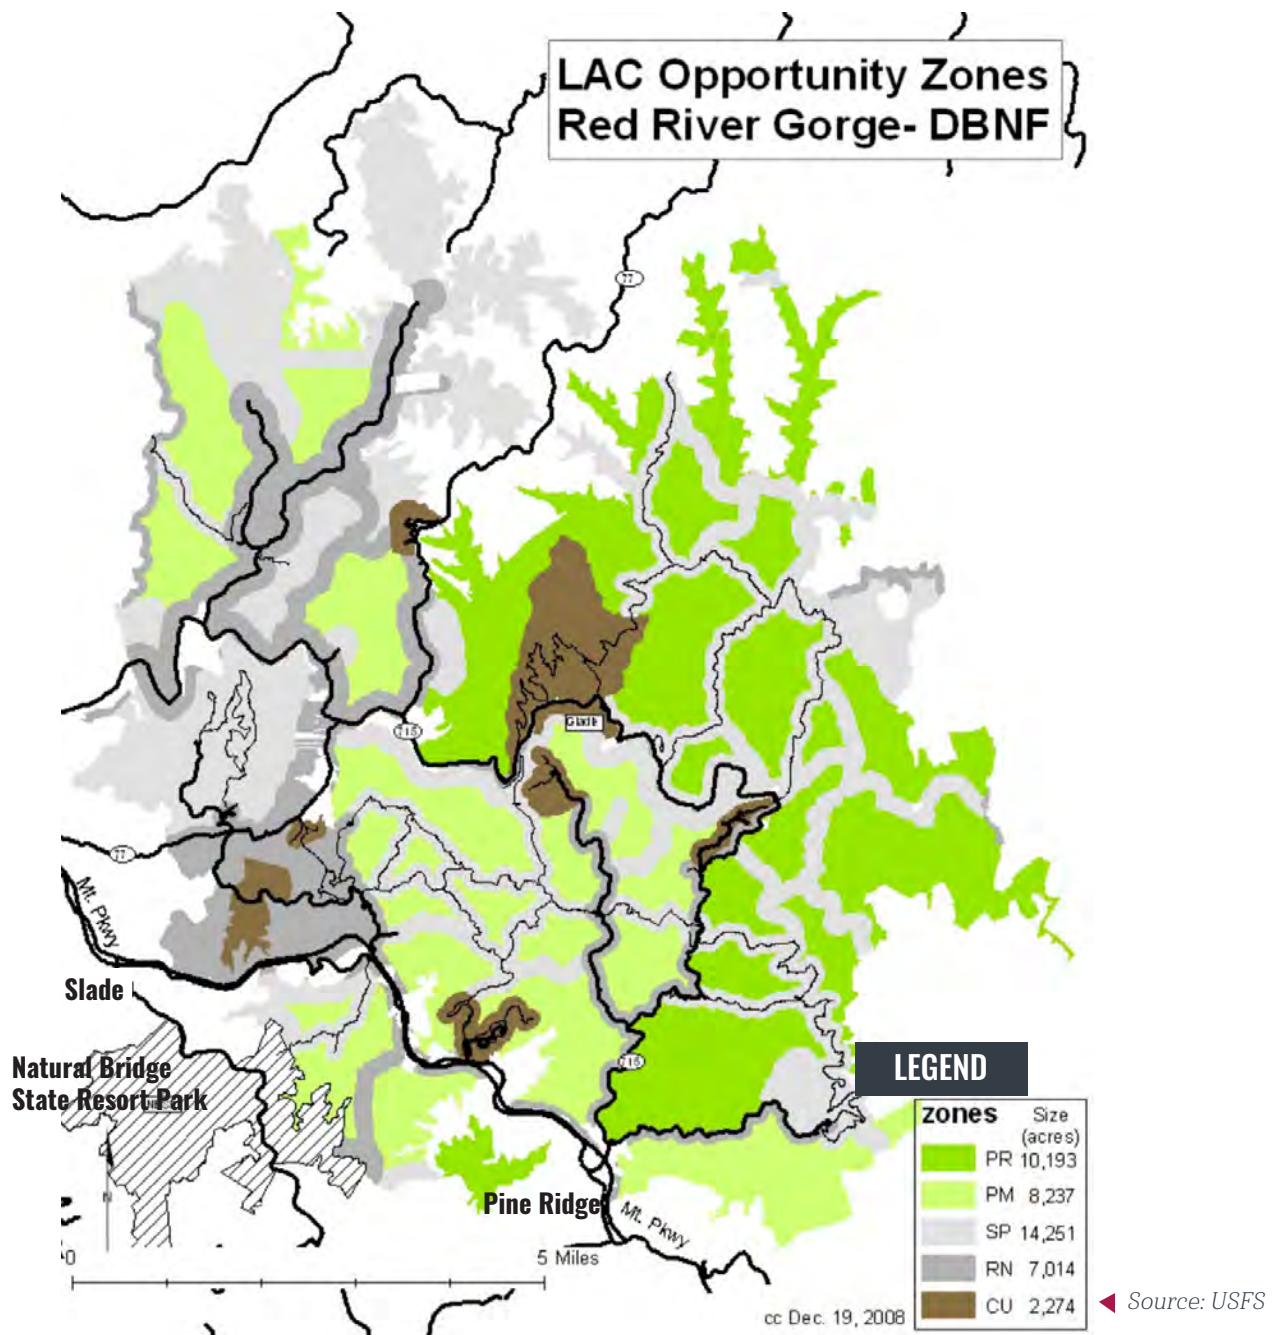 LAC Opportunity Zones
Red River Gorge- DBNF
77
Glade
715
77
Mt. Pkwy
Slade
Natural Bridge
State Resort Park
715
LEGEND
zones Size
(acres)
PR 10,193
PM 8,237
SP 14,251
RN 7,014
CU 2,274
N
Pine Ridge
Mt. Pkwy
0 5 Miles
cc Dec. 19, 2008
Source: USFS